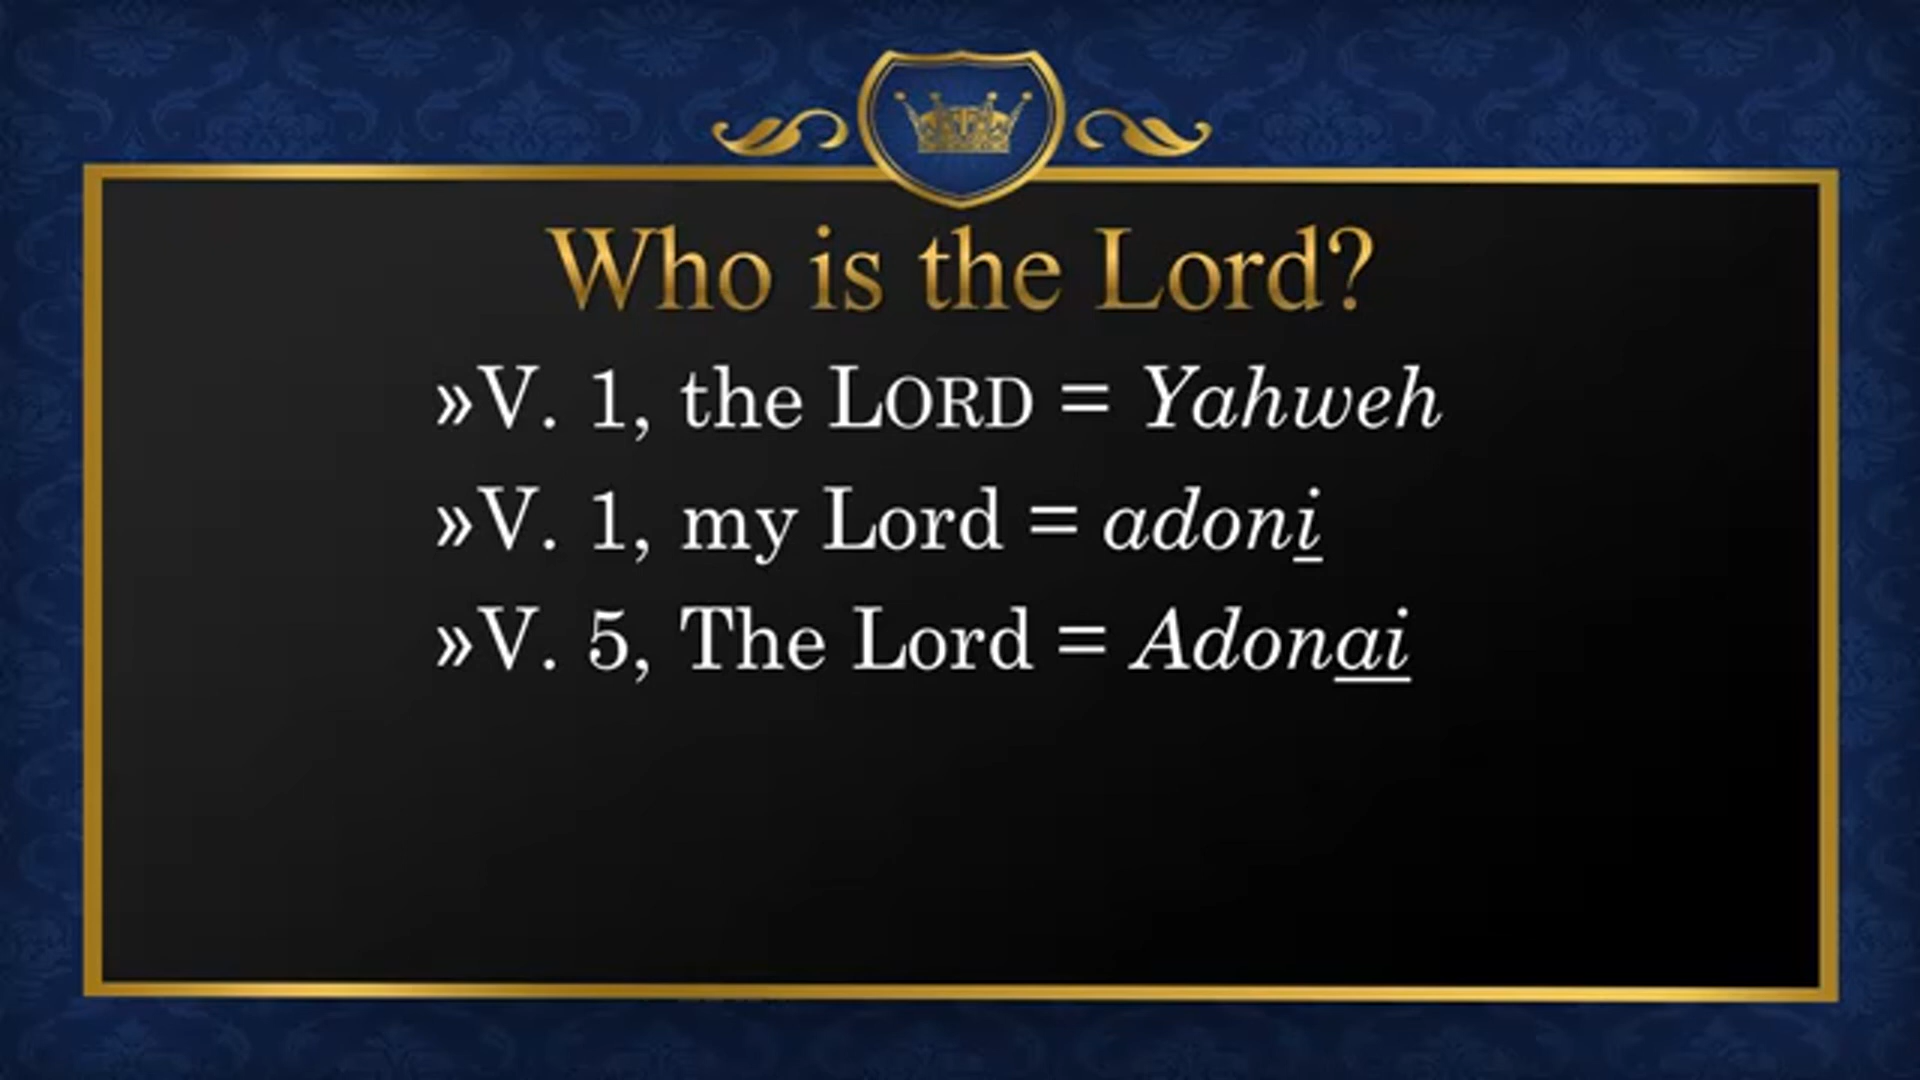 Who is the Lord?
»V. 1, the LORD = Yahweh
»V. 1, my Lord = adoni
»V. 5, The Lord = Adonai